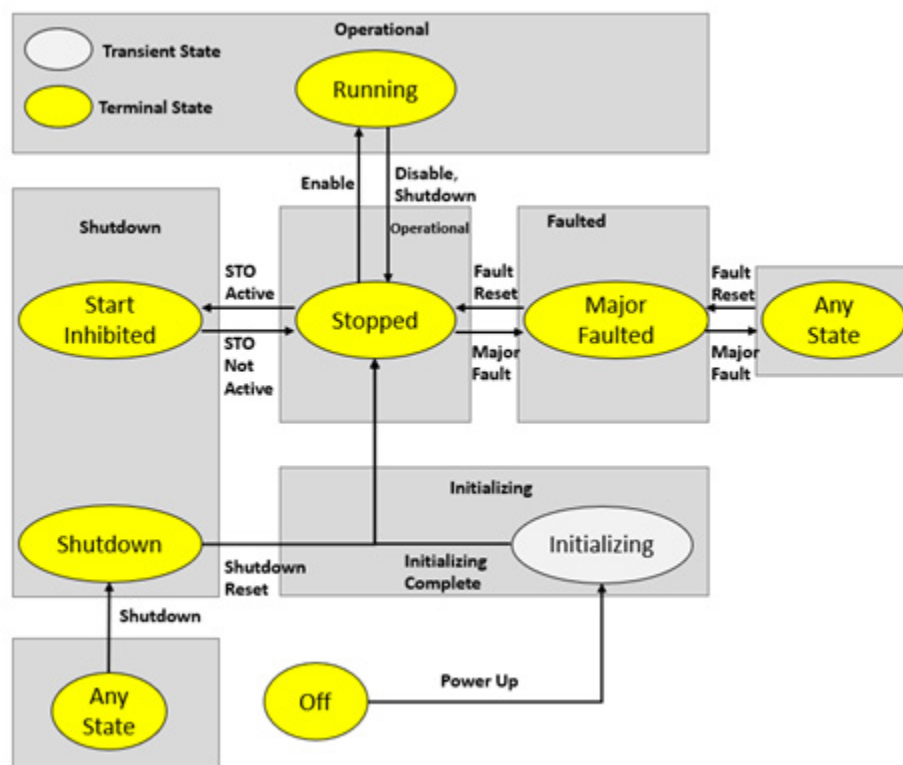 Operational
Transient State
Terminal State
Running
Enable
Disable,
Shutdown
Shutdown
Operational
Faulted
STO
Active
Start
Inhibited
STO
Not
Active
Stopped
Fault
Reset
Major
Fault
Major
Faulted
Fault
Reset
Major
Fault
Any
State
Initializing
Shutdown
Shutdown
Reset
Initializing
Complete
Initializing
Shutdown
Any
State
Off
Power Up